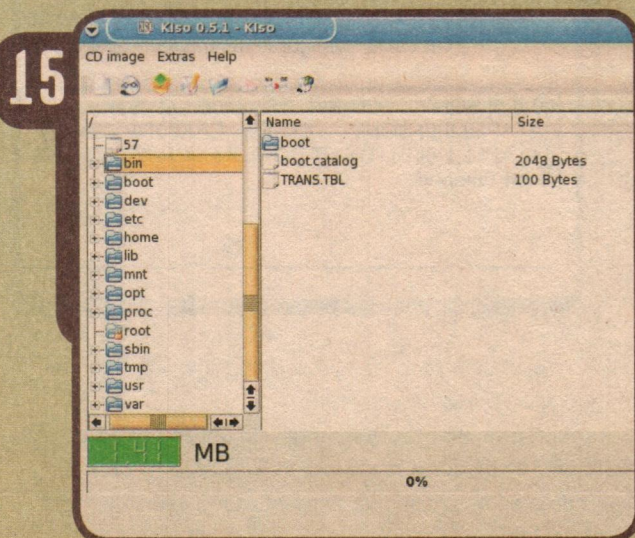 15
KIso 0.5.1 - KIso
CD image Extras Help
/
Name Size
57
bin
boot
dev
etc
home
lib
mnt
opt
proc
root
sbin
tmp
usr
var
boot
boot.catalog 2048 Bytes
TRANS.TBL 100 Bytes
1.41 MB
0%